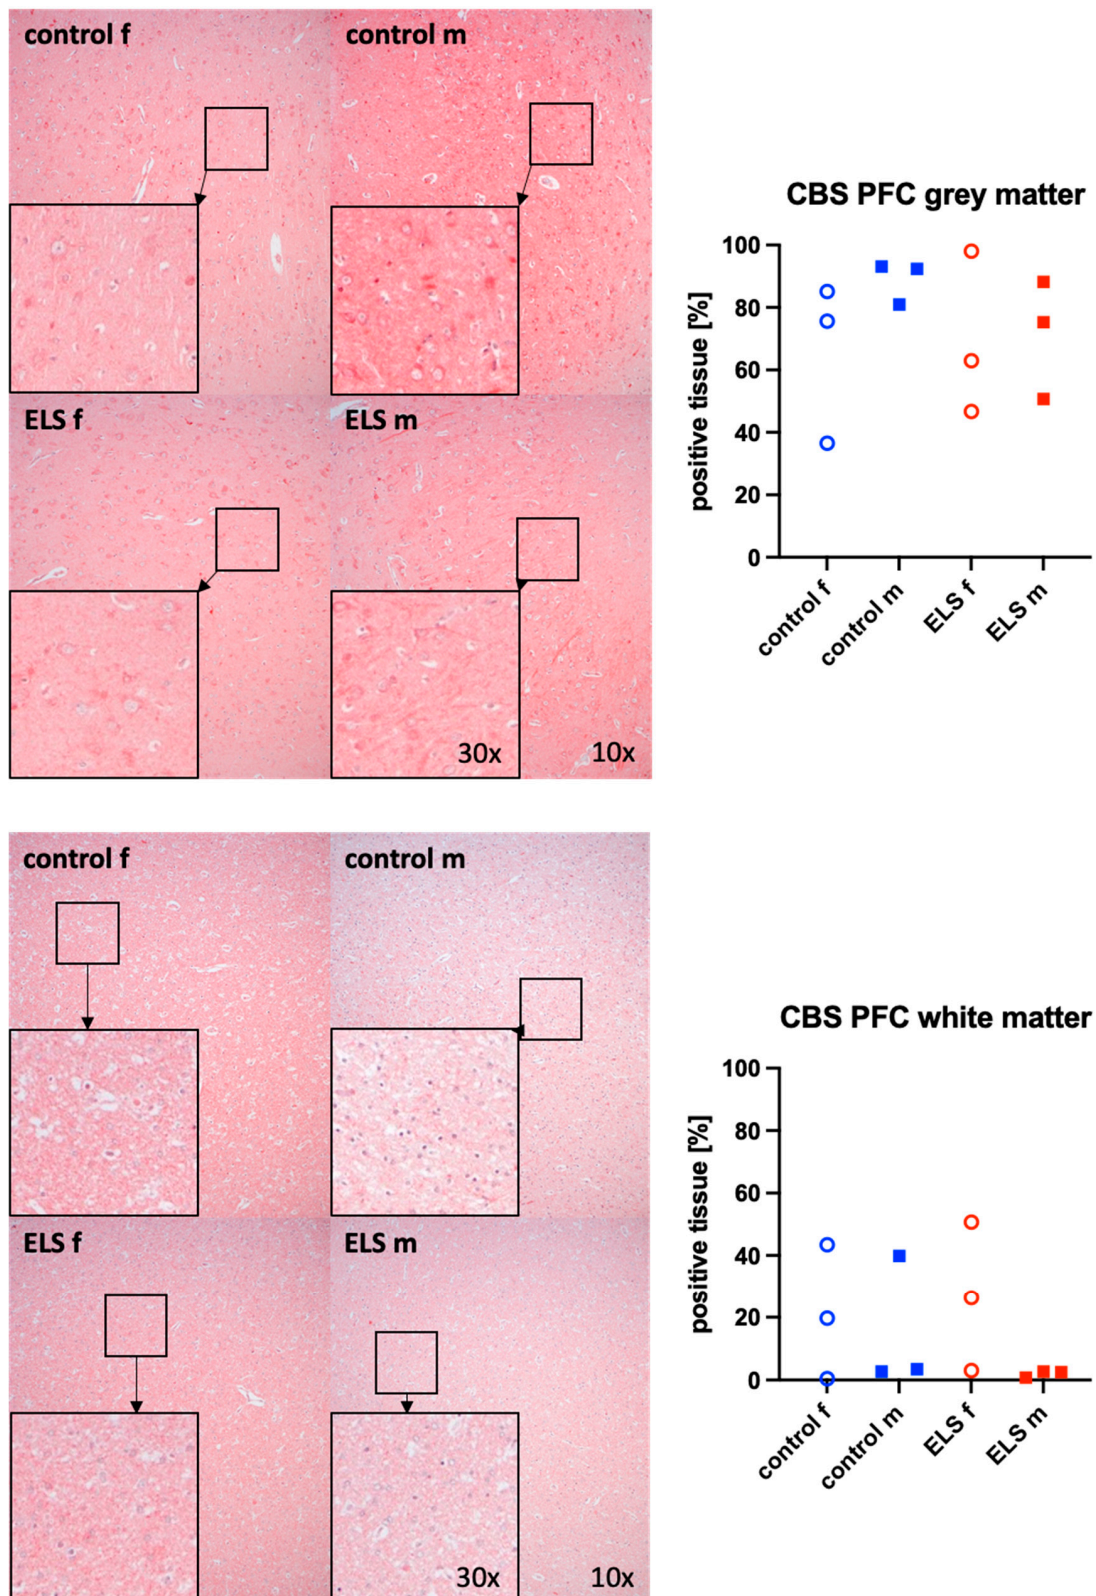 control f
control m
ELS f
ELS m
30x
10x
CBS PFC grey matter
positive tissue [%]
100
80
60
40
20
0
control f
control m
ELS f
ELS m
control f
control m
ELS f
ELS m
30x
10x
CBS PFC white matter
positive tissue [%]
100
80
60
40
20
0
control f
control m
ELS f
ELS m